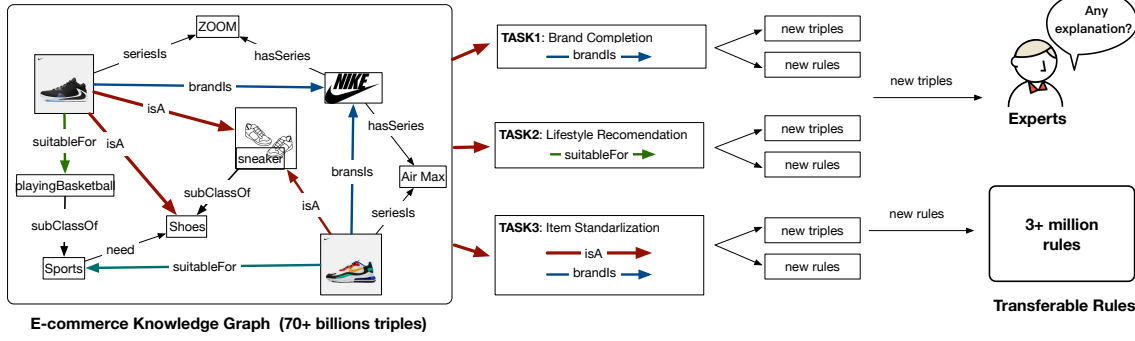 ZOOM
seriesIs
hasSeries
brandIs
NIKE
isA
hasSeries
suitableFor
isA
sneaker
bransIs
Air Max
playingBasketball
subClassOf
isA
seriesIs
subClassOf
Shoes
need
Sports
suitableFor
E-commerce Knowledge Graph (70+ billions triples)
TASK1: Brand Completion
brandIs
new triples
new rules
TASK2: Lifestyle Recomendation
suitableFor
new triples
new rules
TASK3: Item Standarlization
isA
brandIs
new triples
new rules
new triples
Any
explanation?
Experts
new rules
3+ million
rules
Transferable Rules